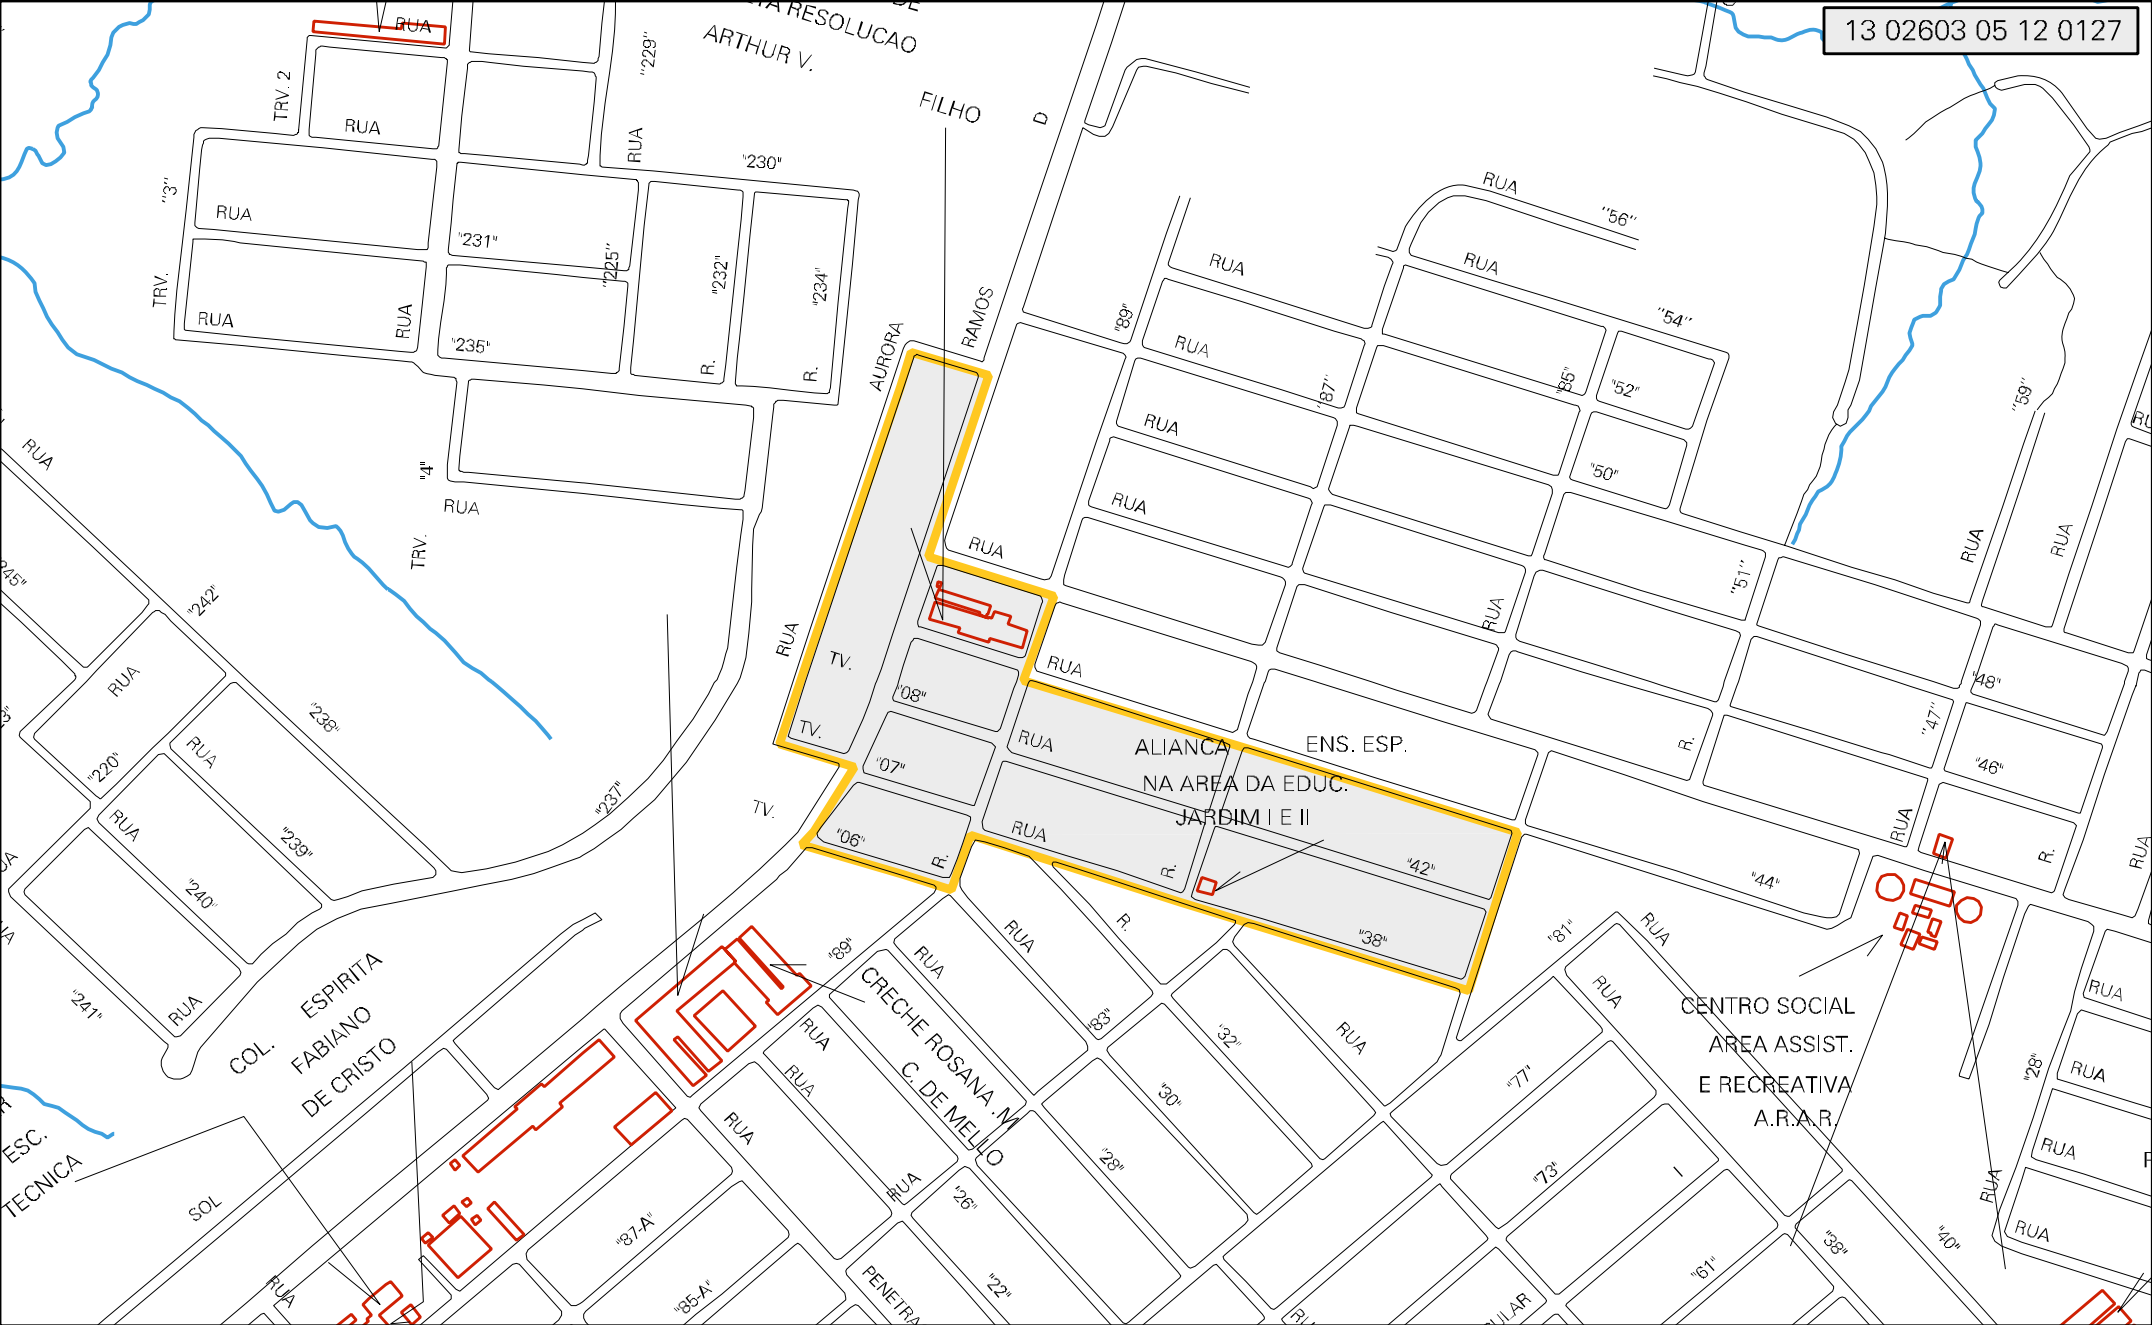 13 02603 05 12 0127
RUA
RESOLUCAO
ARTHUR V.
FILHO
D
"229"
TRV. 2
RUA
RUA
"230"
"3"
RUA
"231"
"225"
"232"
"234"
TRV.
RUA
RUA
"235"
R.
R.
AURORA
RAMOS
"89"
RUA
"56"
RUA
RUA
"54"
RUA
"87"
"85"
"52"
"59"
RUA
"50"
RUA
RUA
"4"
RUA
TRV.
RUA
"242"
RUA
"238"
RUA
"220"
RUA
"239"
"240"
"241"
RUA
"237"
RUA
TV.
TV.
TV.
"08"
"07"
"06"
R.
RUA
RUA
RUA
R.
ALIANCA ENS. ESP.
NA AREA DA EDUC.
JARDIM I E II
"42"
"38"
"44"
RUA
"51"
RUA
RUA
"48"
"47"
"46"
R.
RUA
R.
RUA
COL. ESPIRITA
FABIANO
DE CRISTO
ESC.
TECNICA
SOL
RUA
"89"
CRECHE ROSANA .M
C. DE MELLO
RUA
RUA
R.
"83"
"32"
RUA
"30"
"28"
"26"
"22"
RUA
RUA
RUA
RUA
"87-A"
"85-A"
PENETRA
"81"
RUA
RUA
"77"
"73"
I
"61"
"38"
"40"
CENTRO SOCIAL
AREA ASSIST.
E RECREATIVA
A.R.A.R.
RUA
"28"
RUA
RUA
RUA
RUA
ULAR